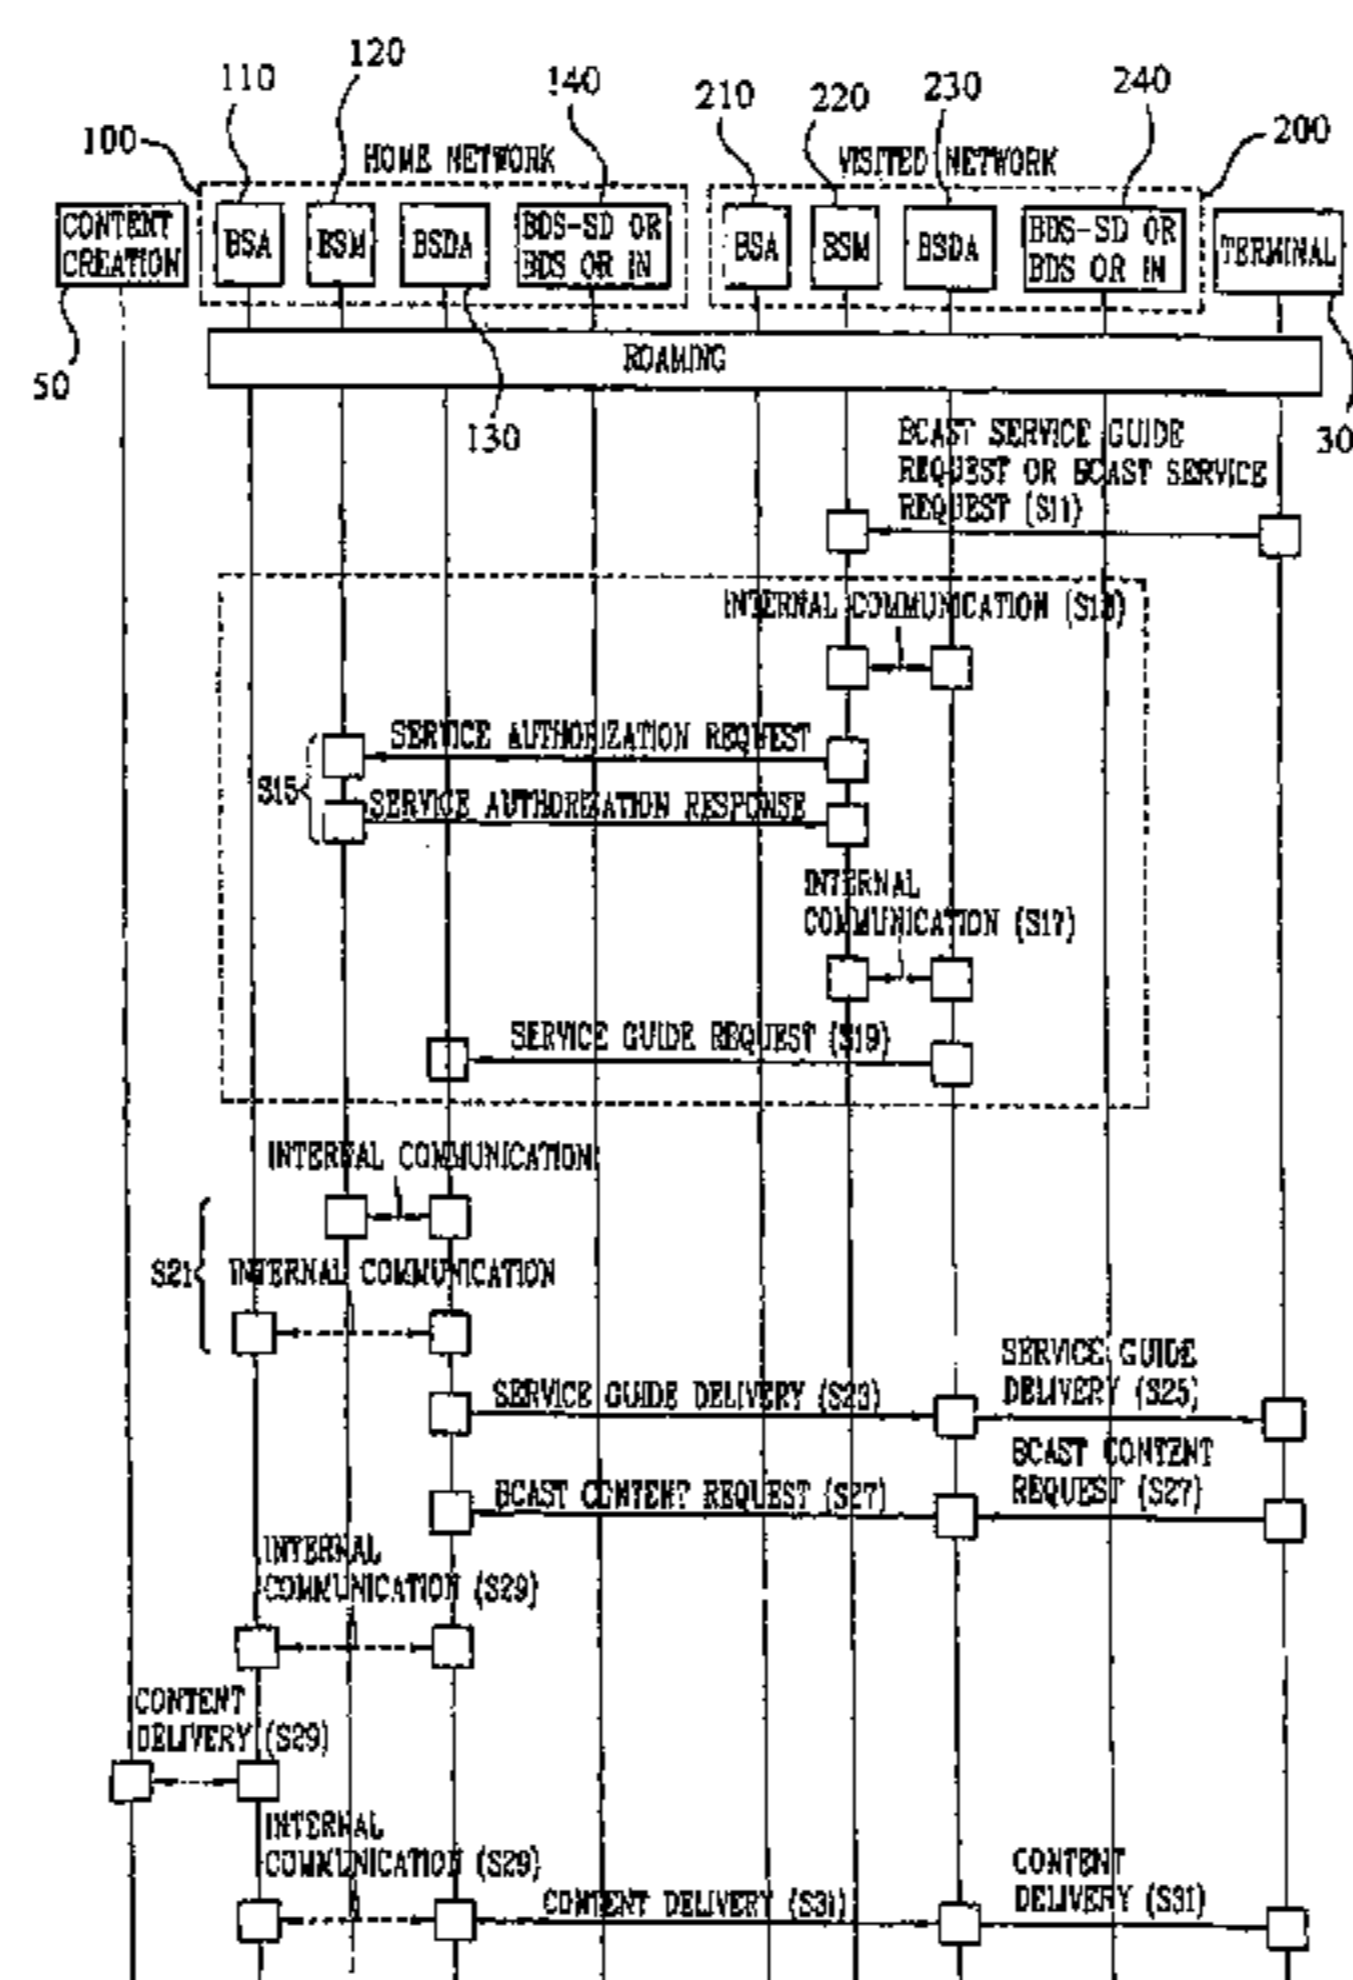 110
120
140
210
220
230
240
100
HOME NETWORK
VISITED NETWORK
200
CONTENT
CREATION
BSA
BSM
BSDA
BDS-SD OR
BDS OR IN
BSA
BSM
BSDA
BDS-SD OR
BDS OR IN
TERMINAL
50
ROAMING
130
30
BCAST SERVICE GUIDE
REQUEST OR BCAST SERVICE
REQUEST (S11)
INTERNAL COMMUNICATION
SERVICE AUTHORIZATION REQUEST
S15
SERVICE AUTHORIZATION RESPONSE
INTERNAL
COMMUNICATION (S17)
SERVICE GUIDE REQUEST (S19)
INTERNAL COMMUNICATION
S21
INTERNAL COMMUNICATION
SERVICE GUIDE DELIVERY (S23)
SERVICE GUIDE
DELIVERY (S25)
BCAST CONTENT REQUEST (S27)
BCAST CONTENT
REQUEST (S27)
INTERNAL
COMMUNICATION (S29)
CONTENT
DELIVERY (S29)
INTERNAL
COMMUNICATION (S29)
CONTENT DELIVERY (S31)
CONTENT
DELIVERY (S31)